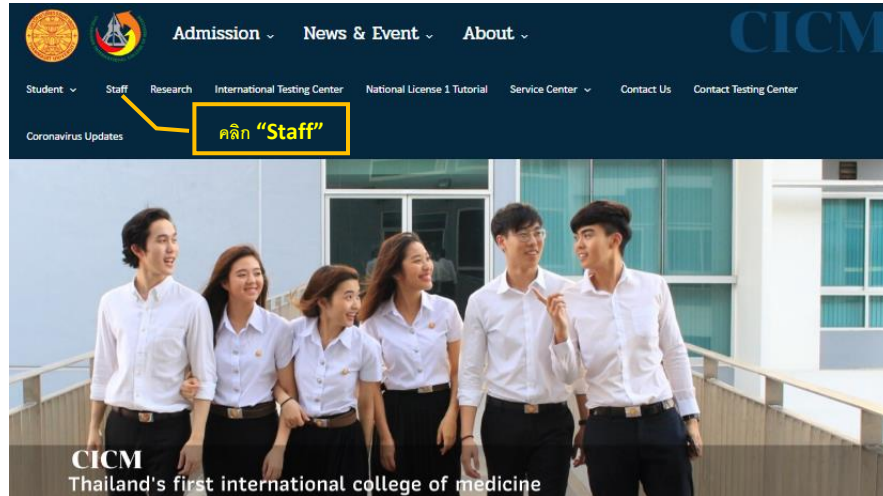 Admission News & Event About
CICM
Student Staff Research International Testing Center National License 1 Tutorial Service Center Contact Us Contact Testing Center
Coronavirus Updates
คลิก “Staff”
CICM
Thailand's first international college of medicine